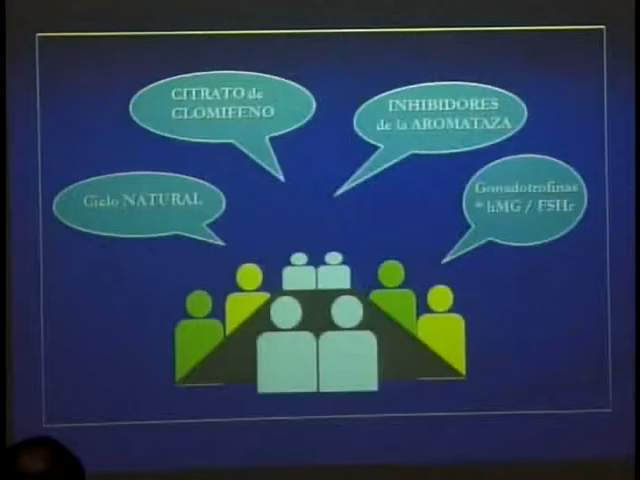 CITRATO de
CLOMIFENO
INHIBIDORES
de la AROMATAZA
Ciclo NATURAL
Gonadotrofinas
* hMG / FSHr